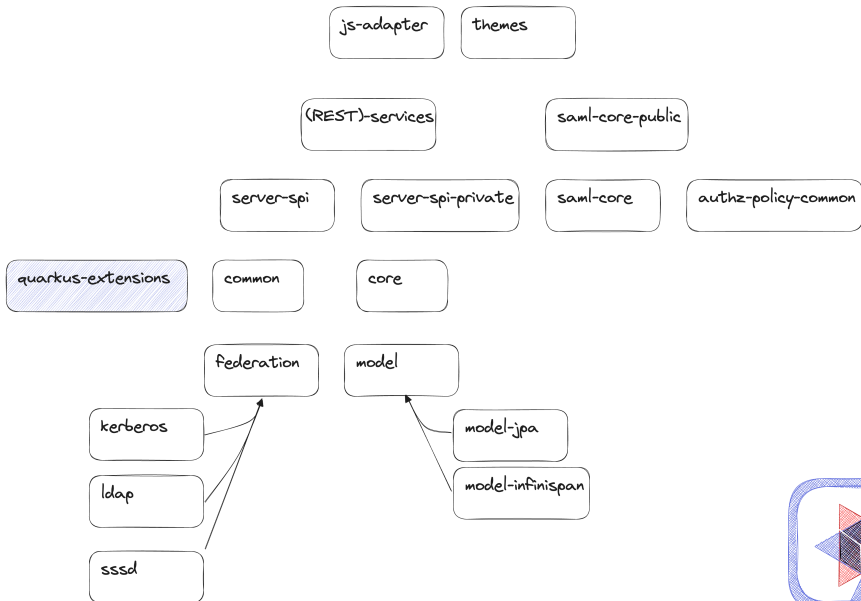 js-adapter
themes
(REST)-services
saml-core-public
server-spi
server-spi-private
saml-core
authz-policy-common
quarkus-extensions
common
core
federation
model
kerberos
model-jpa
ldap
model-infinispan
sssd